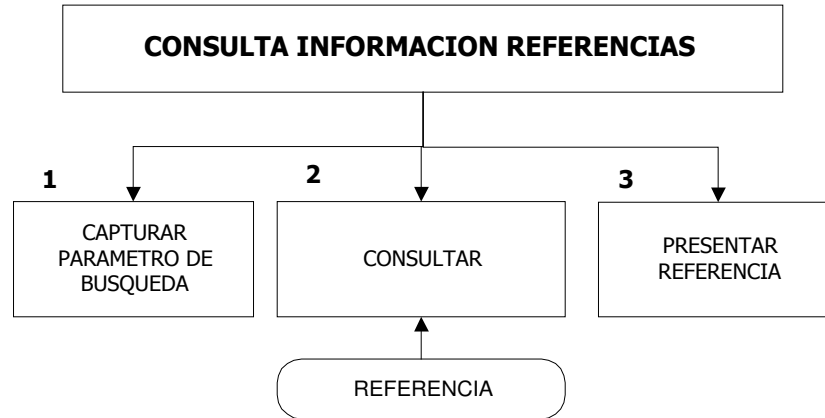 CONSULTA INFORMACION REFERENCIAS
1
2
3
CAPTURAR
PARAMETRO DE
BUSQUEDA
CONSULTAR
PRESENTAR
REFERENCIA
REFERENCIA